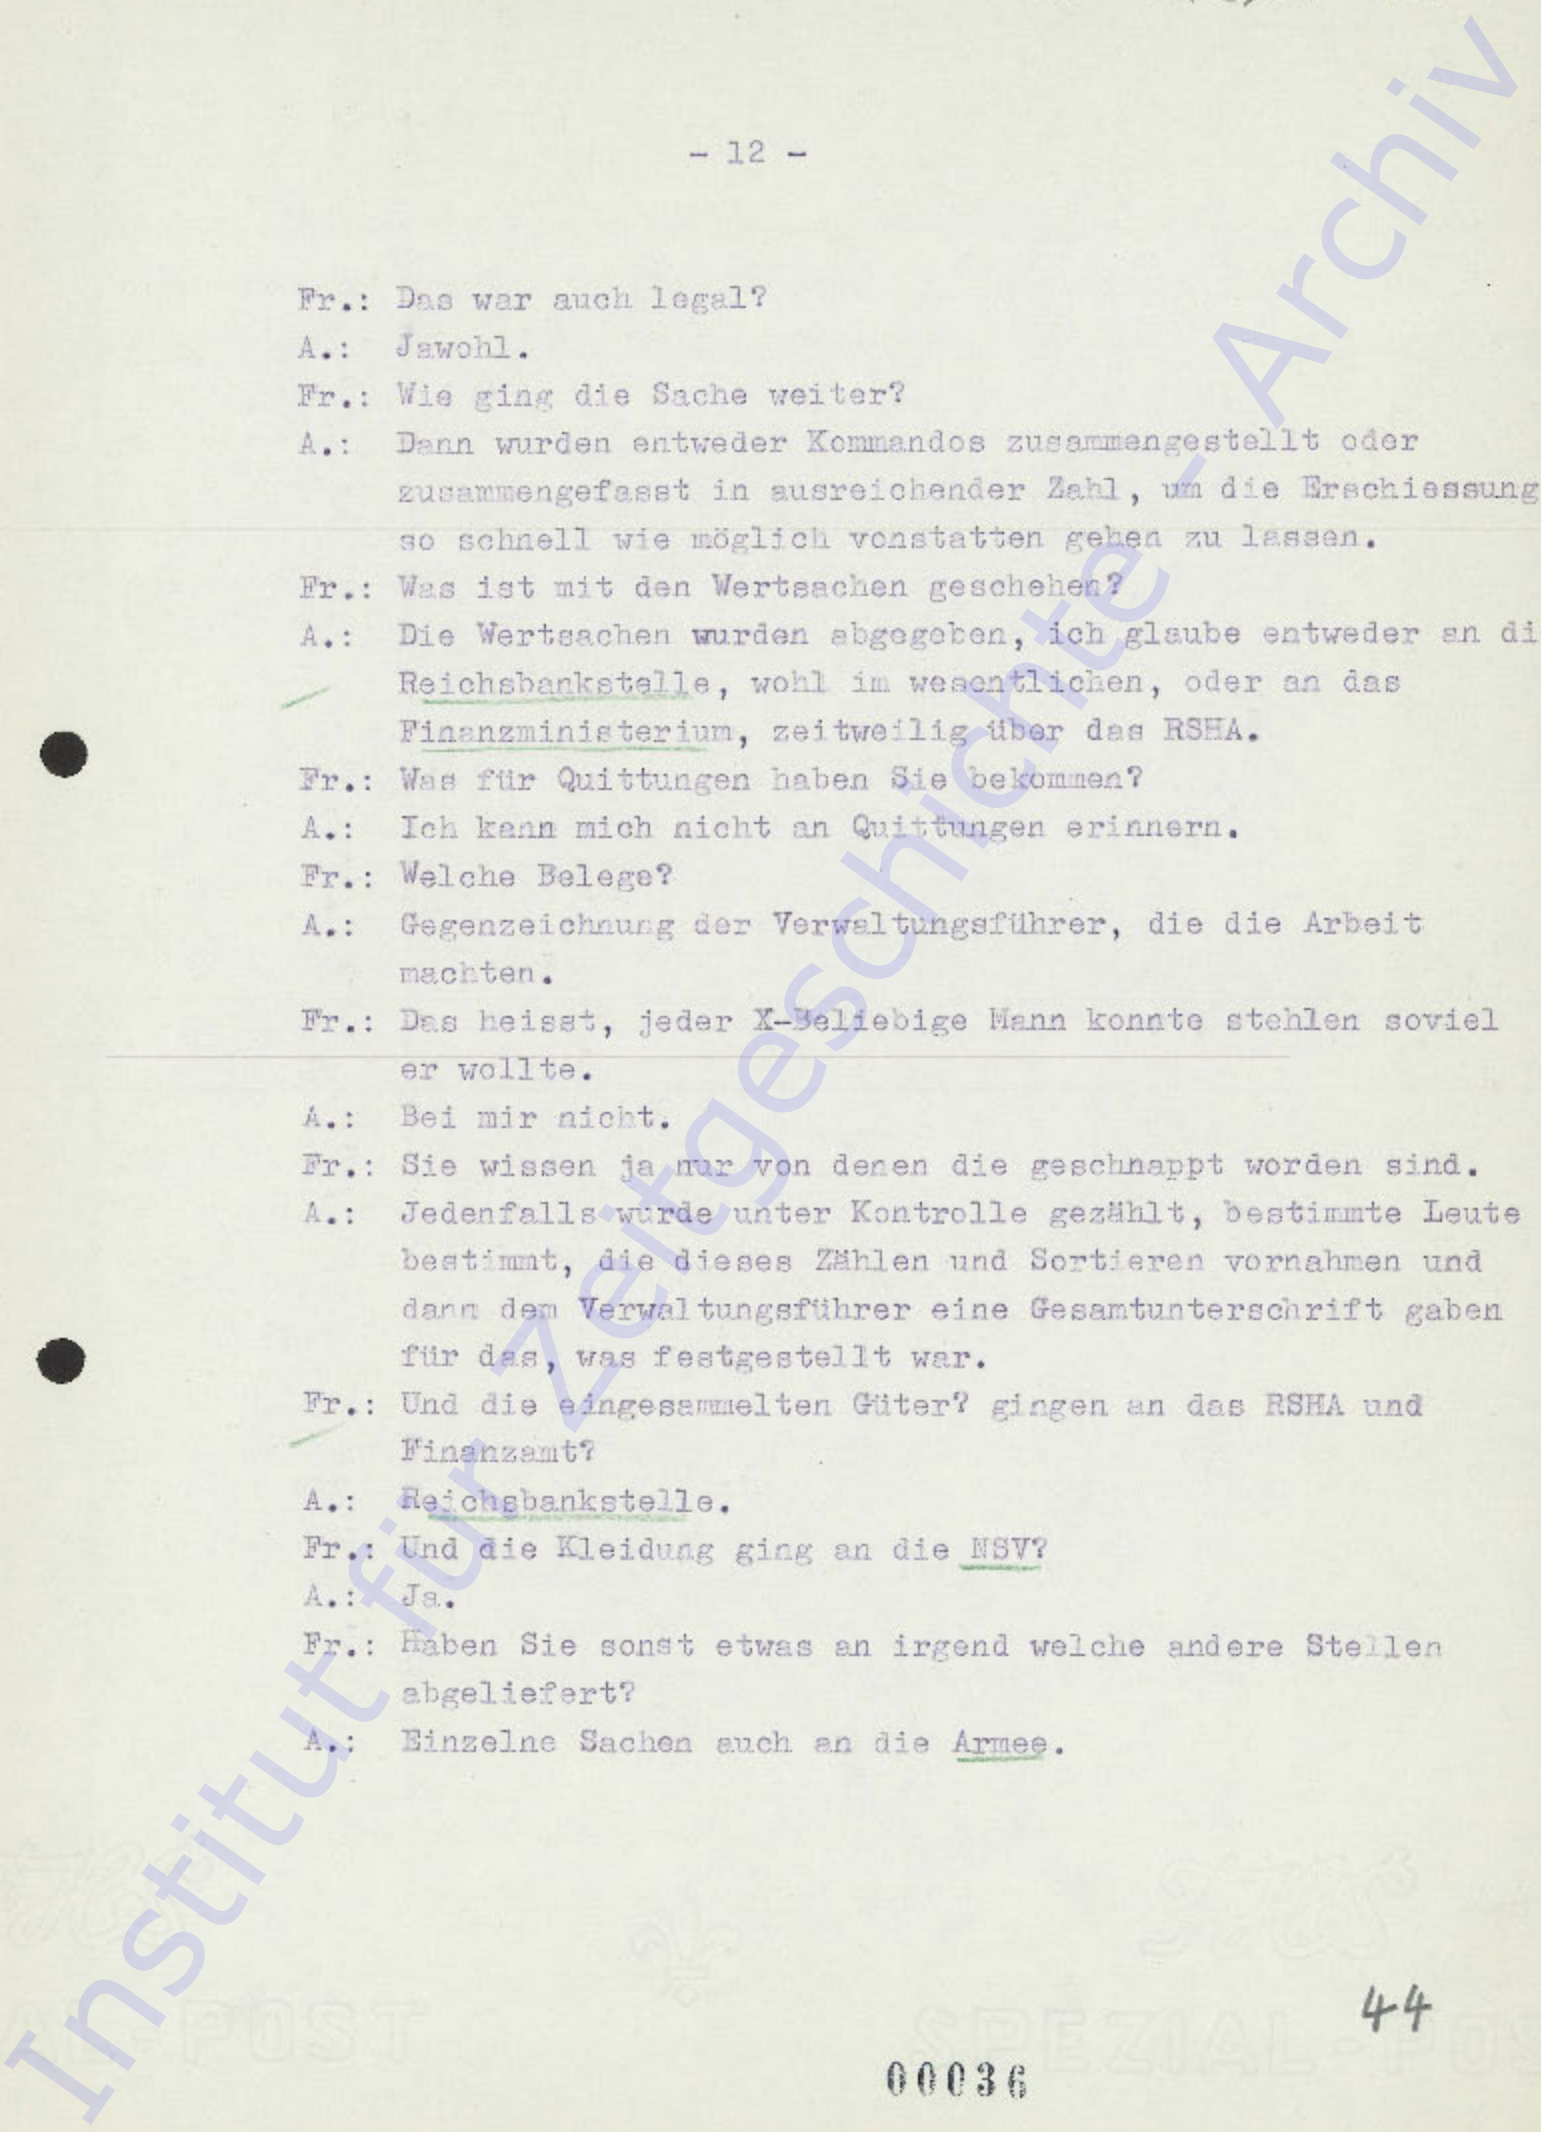 - 12 -
Fr.: Das war auch legal?
A.: Jawohl.
Fr.: Wie ging die Sache weiter?
A.: Dann wurden entweder Kommandos zusammengestellt oder
zusammengefasst in ausreichender Zahl, um die Erschiessung
so schnell wie möglich vonstatten gehen zu lassen.
Fr.: Was ist mit den Wertsachen geschehen?
A.: Die Wertsachen wurden abgegeben, ich glaube entweder an di
Reichsbankstelle, wohl im wesentlichen, oder an das
Finanzministerium, zeitweilig über das RSHA.
Fr.: Was für Quittungen haben Sie bekommen?
A.: Ich kann mich nicht an Quittungen erinnern.
Fr.: Welche Belege?
A.: Gegenzeichnung der Verwaltungsführer, die die Arbeit
machten.
Fr.: Das heisst, jeder X-Beliebige Mann konnte stehlen soviel
er wollte.
A.: Bei mir nicht.
Fr.: Sie wissen ja nur von denen die geschnappt worden sind.
A.: Jedenfalls wurde unter Kontrolle gezählt, bestimmte Leute
bestimmt, die dieses Zählen und Sortieren vornahmen und
dann dem Verwaltungsführer eine Gesamtunterschrift gaben
für das, was festgestellt war.
Fr.: Und die eingesammelten Güter? gingen an das RSHA und
Finanzamt?
A.: Reichsbankstelle.
Fr.: Und die Kleidung ging an die NSV?
A.: Ja.
Fr.: Haben Sie sonst etwas an irgend welche andere Stellen
abgeliefert?
A.: Einzelne Sachen auch an die Armee.
44
00036
Institut für Zeitgeschichte - Archiv
-POST
SPEZIAL-POS